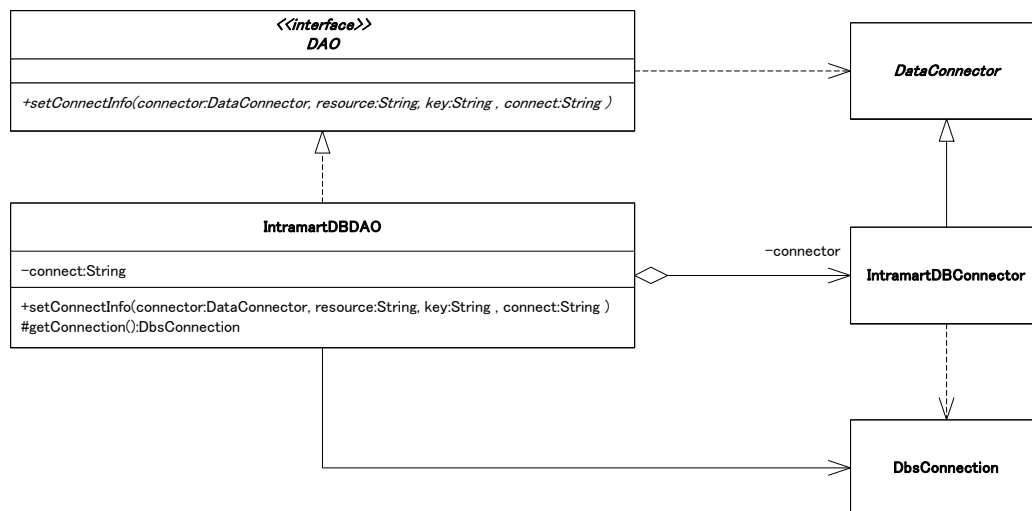 <<interface>>
DAO
+setConnectInfo(connector:DataConnector, resource:String, key:String , connect:String )
DataConnector
IntramartDBDAO
-connect:String
+setConnectInfo(connector:DataConnector, resource:String, key:String , connect:String )
#getConnection():DbsConnection
-connector
IntramartDBConnector
DbsConnection